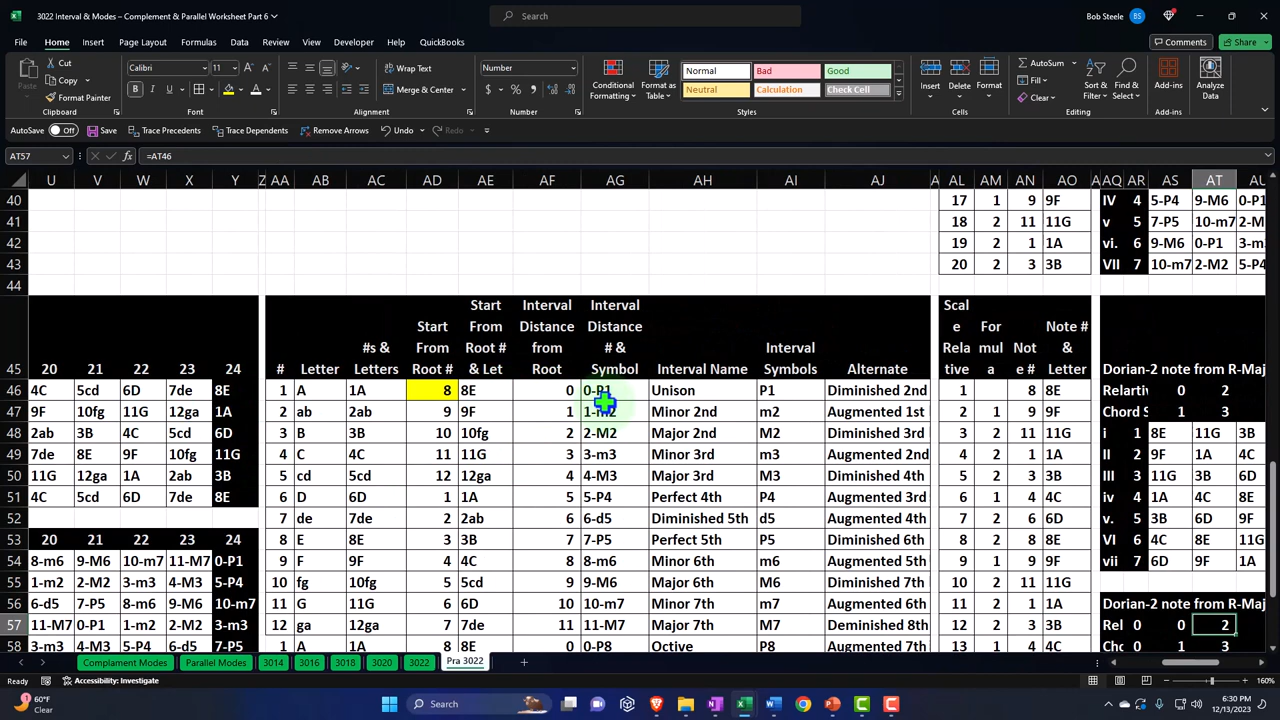 3022 Interval & Modes – Complement & Parallel Worksheet Part 6
Search
Bob Steele BS
File Home Insert Page Layout Formulas Data Review View Developer Help QuickBooks Comments Share
Cut
Copy
Paste
Format Painter
Clipboard
Calibri 11
Font
Wrap Text
Merge & Center
Alignment
Number
Number
Conditional Formatting
Format as Table
Normal Bad Good
Neutral Calculation Check Cell
Styles
Insert Delete Format
Cells
AutoSum
Fill
Clear
Sort & Filter
Find & Select
Editing
Add-ins
Add-ins
Analyze Data
AutoSave Off Save Trace Precedents Trace Dependents Remove Arrows Undo
AT57 fx =AT46
U V W X Y Z AA AB AC AD AE AF AG AH AI AJ A AL AM AN AO A AQ AR AS AT AU
40 17 1 9 9F IV 4 5-P4 9-M6 0-P1
41 18 2 11 11G v 5 7-P5 10-m7 2-M
42 19 2 1 1A vi. 6 9-M6 0-P1 3-m
43 20 2 3 3B VII 7 10-m7 2-M2 5-P
44
45 20 21 22 23 24 # Letter #s & Letters Start From Root # Start From Root # & Let Interval Distance from Root Interval Distance # & Symbol Interval Name Interval Symbols Alternate Scale Relative Formula Note # Note # & Letter Dorian-2 note from R-Maj
46 4C 5cd 6D 7de 8E 1 A 1A 8 8E 0 0-P1 Unison P1 Diminished 2nd 1 8 8E Relartiv 0 2
47 9F 10fg 11G 12ga 1A 2 ab 2ab 9 9F 1 1-m2 Minor 2nd m2 Augmented 1st 2 1 9 9F Chord S 1 3
48 2ab 3B 4C 5cd 6D 3 B 3B 10 10fg 2 2-M2 Major 2nd M2 Diminished 3rd 3 2 11 11G i 1 8E 11G 3B
49 7de 8E 9F 10fg 11G 4 C 4C 11 11G 3 3-m3 Minor 3rd m3 Augmented 2nd 4 2 1 1A II 2 9F 1A 4C
50 11G 12ga 1A 2ab 3B 5 cd 5cd 12 12ga 4 4-M3 Major 3rd M3 Diminished 4th 5 2 3 3B III 3 11G 3B 6D
51 4C 5cd 6D 7de 8E 6 D 6D 1 1A 5 5-P4 Perfect 4th P4 Augmented 3rd 6 1 4 4C iv 4 1A 4C 8E
52 7 de 7de 2 2ab 6 6-d5 Diminished 5th d5 Augmented 4th 7 2 6 6D v. 5 3B 6D 9F
53 20 21 22 23 24 8 E 8E 3 3B 7 7-P5 Perfect 5th P5 Diminished 6th 8 2 8 8E VI 6 4C 8E 11G
54 8-m6 9-M6 10-m7 11-M7 0-P1 9 F 9F 4 4C 8 8-m6 Minor 6th m6 Augmented 5th 9 1 9 9F vii 7 6D 9F 1A
55 1-m2 2-M2 3-m3 4-M3 5-P4 10 fg 10fg 5 5cd 9 9-M6 Major 6th M6 Diminished 7th 10 2 11 11G
56 6-d5 7-P5 8-m6 9-M6 10-m7 11 G 11G 6 6D 10 10-m7 Minor 7th m7 Augmented 6th 11 2 1 1A Dorian-2 note from R-Maj
57 11-M7 0-P1 1-m2 2-M2 3-m3 12 ga 12ga 7 7de 11 11-M7 Major 7th M7 Deminished 8th 12 2 3 3B Rel 0 0 2
58 3-m3 4-M3 5-P4 6-d5 7-P5 1 A 1A 8 8E 0 0-P8 Octive P8 Augmented 7th 13 1 4 4C Cho 1 3
Complament Modes Parallel Modes 3014 3016 3018 3020 3022 Pra 3022
Ready Accessibility: Investigate 160%
60°F
Clear
Search
6:30 PM
12/13/2023